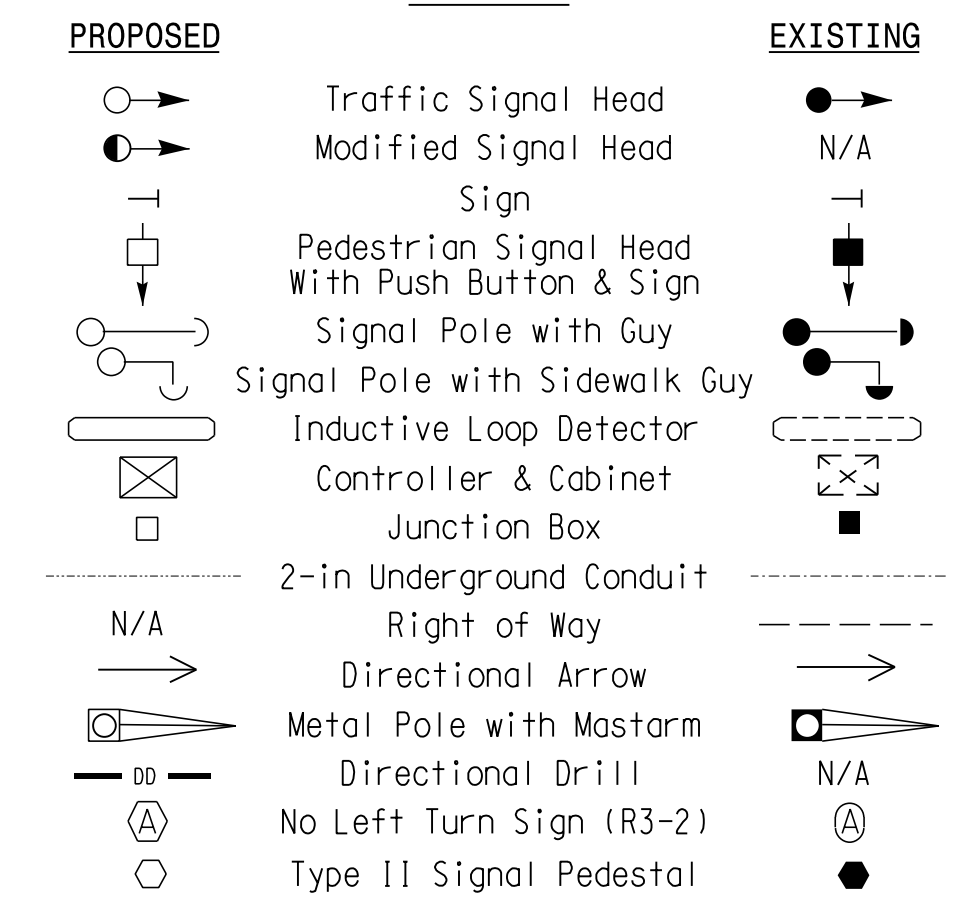 PROPOSED EXISTING
Traffic Signal Head
Modified Signal Head N/A
Sign
Pedestrian Signal Head
With Push Button & Sign
Signal Pole with Guy
Signal Pole with Sidewalk Guy
Inductive Loop Detector
Controller & Cabinet
Junction Box
2-in Underground Conduit
N/A Right of Way
Directional Arrow
Metal Pole with Mastarm
DD Directional Drill N/A
A No Left Turn Sign (R3-2) A
Type II Signal Pedestal